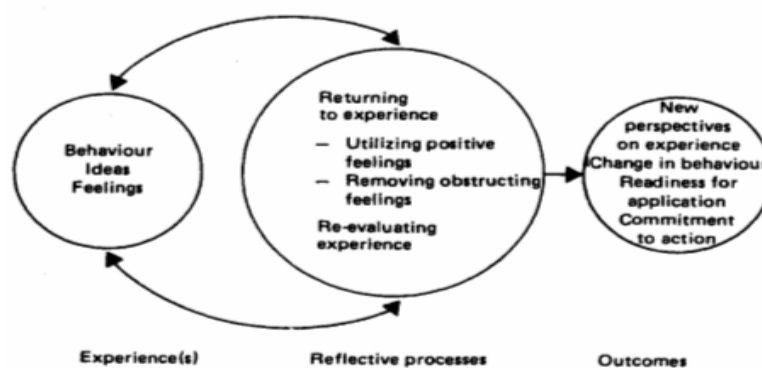 Behaviour
Ideas
Feelings
Returning
to experience
– Utilizing positive
feelings
– Removing obstructing
feelings
Re-evaluating
experience
New
perspectives
on experience
Change in behaviour
Readiness for
application
Commitment
to action
Experience(s)
Reflective processes
Outcomes